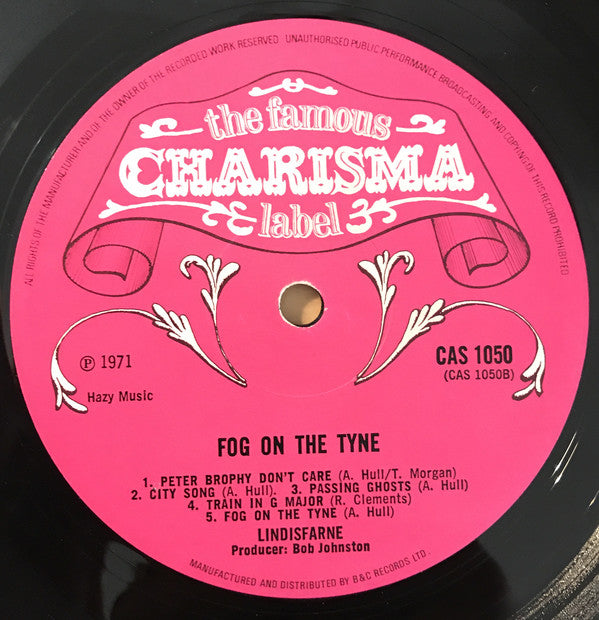 ALL RIGHTS OF THE MANUFACTURER AND OF THE OWNER OF THE RECORDED WORK RESERVED UNAUTHORISED PUBLIC PERFORMANCE BROADCASTING AND COPYING OF THIS RECORD PROHIBITED
the famous
CHARISMA
label
℗ 1971
Hazy Music
CAS 1050
(CAS 1050B)
FOG ON THE TYNE
1. PETER BROPHY DON'T CARE (A. Hull/T. Morgan)
2. CITY SONG (A. Hull). 3. PASSING GHOSTS (A. Hull)
4. TRAIN IN G MAJOR (R. Clements)
5. FOG ON THE TYNE (A. Hull)
LINDISFARNE
Producer: Bob Johnston
MANUFACTURED AND DISTRIBUTED BY B&C RECORDS LTD.